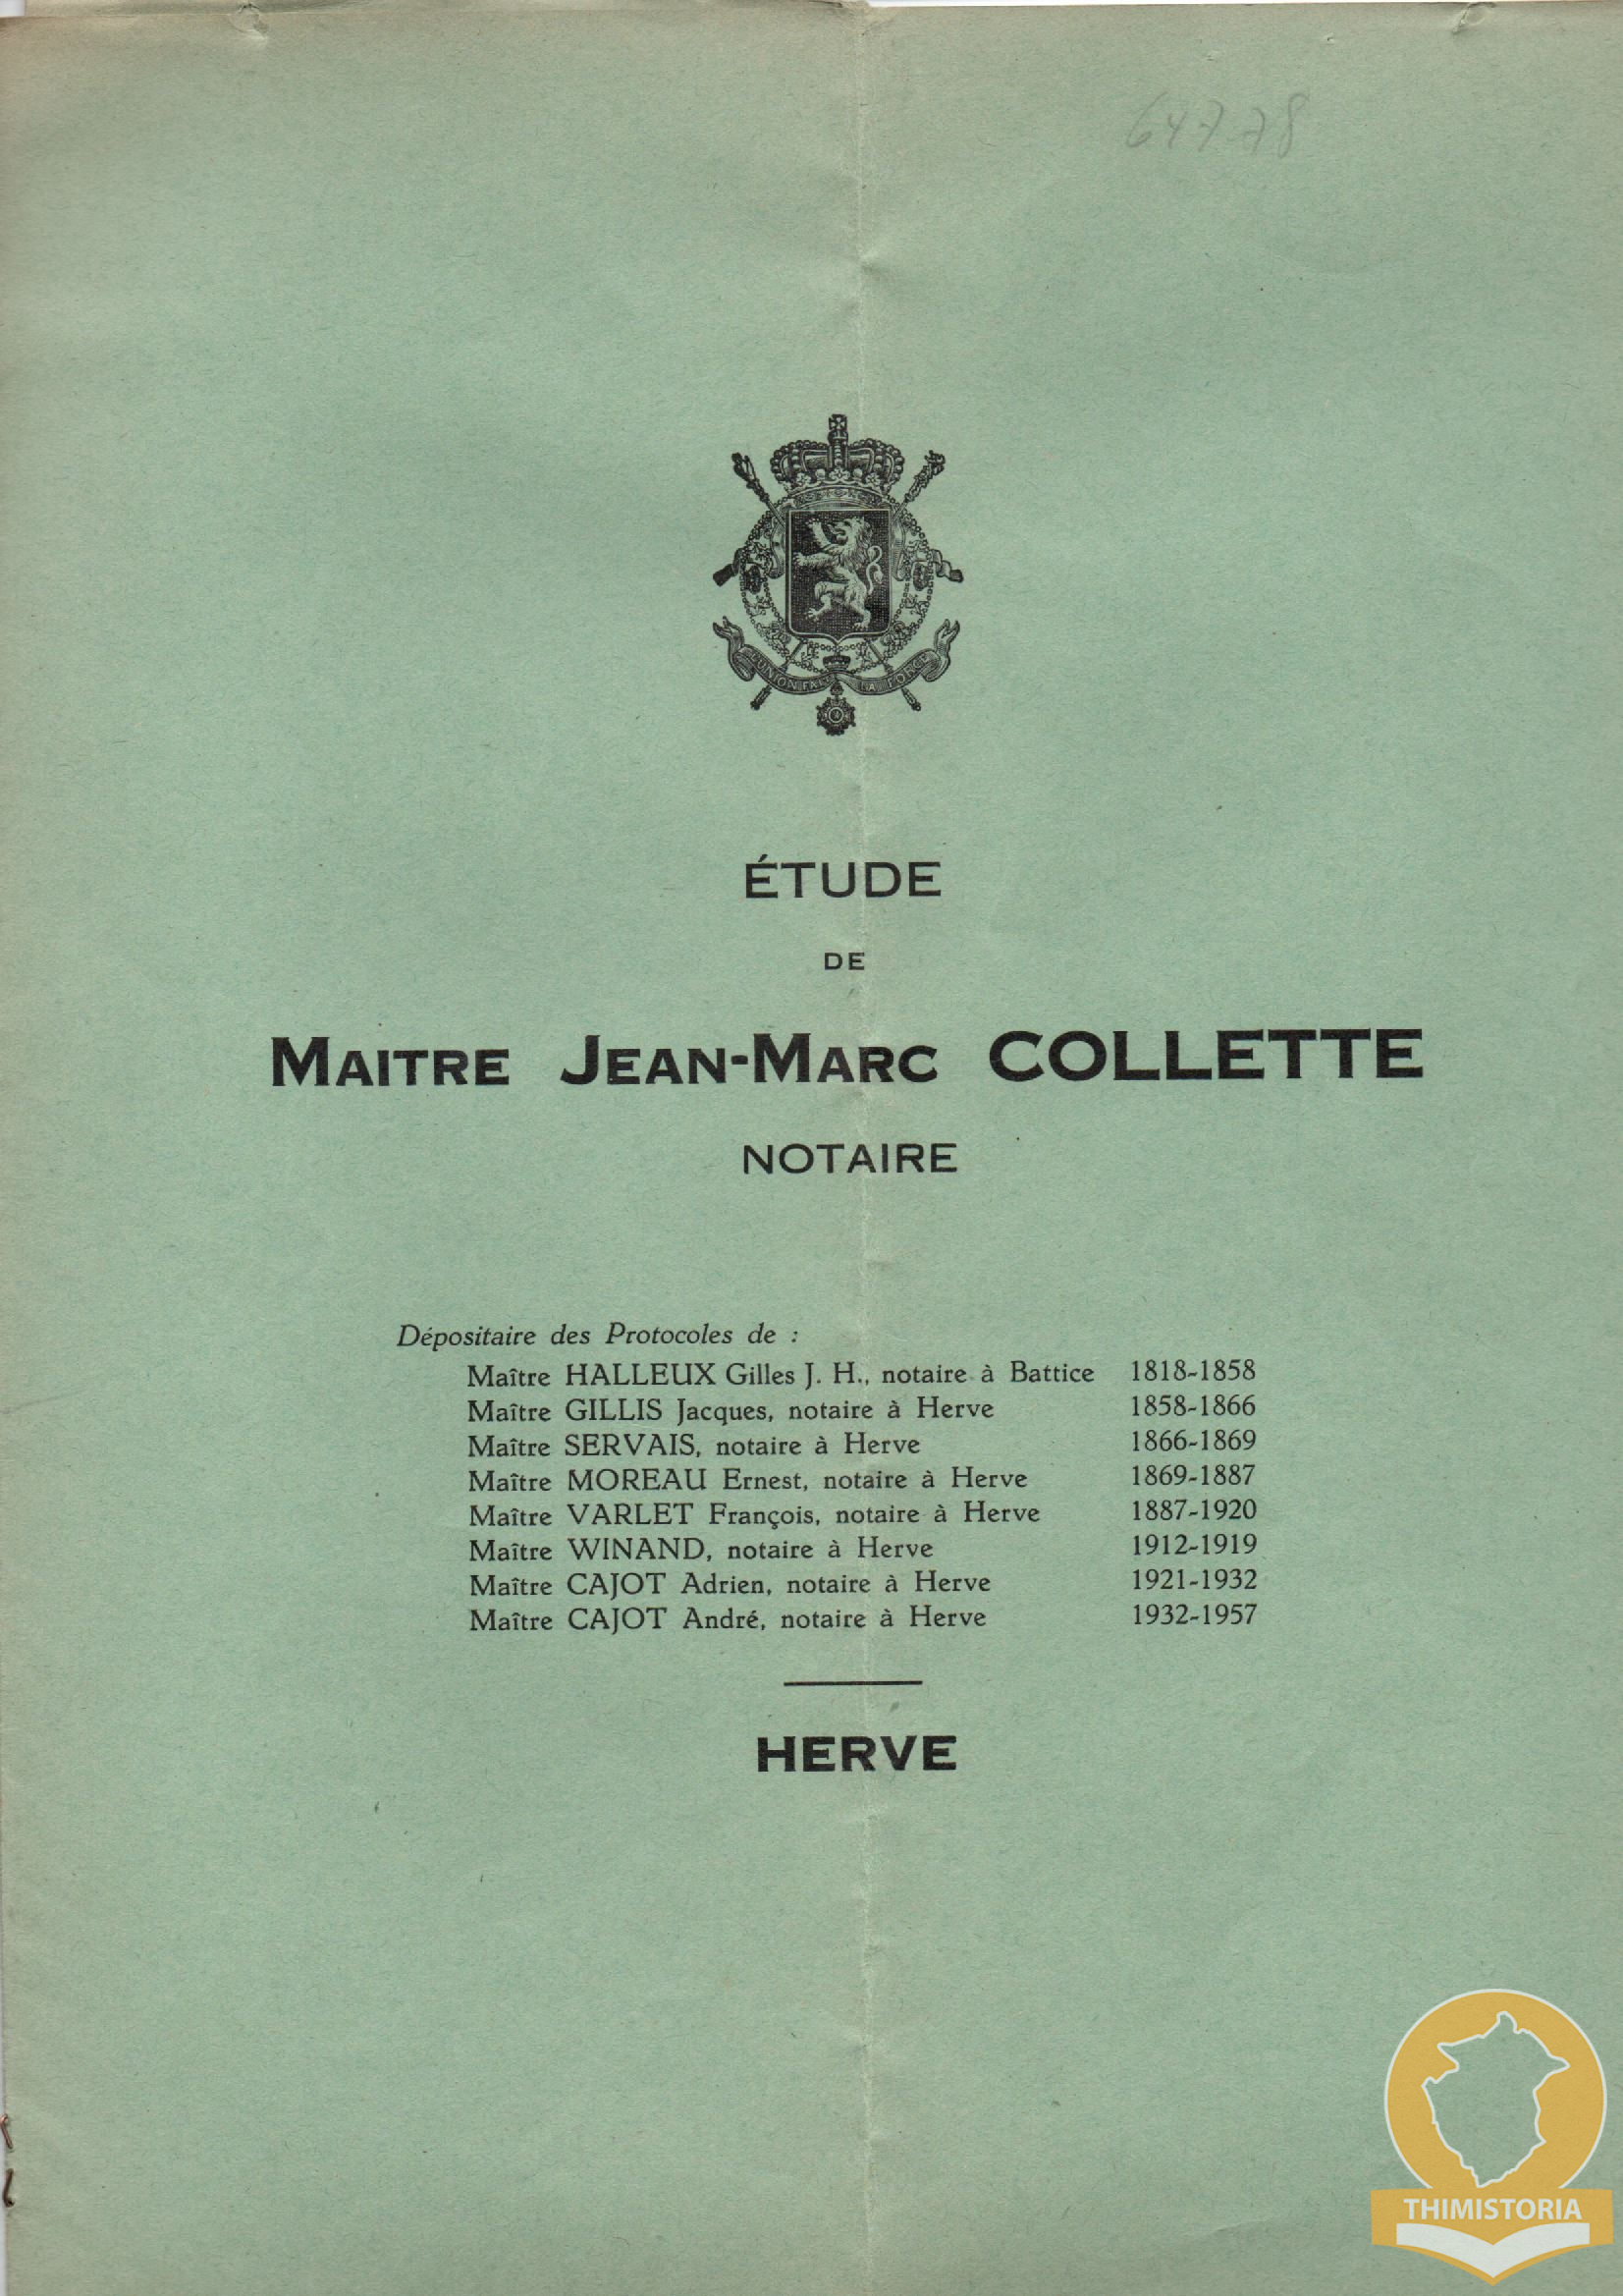 647.78
ÉTUDE
DE
MAITRE JEAN-MARC COLLETTE
NOTAIRE
Dépositaire des Protocoles de :
Maître HALLEUX Gilles J. H., notaire à Battice 1818-1858
Maître GILLIS Jacques, notaire à Herve 1858-1866
Maître SERVAIS, notaire à Herve 1866-1869
Maître MOREAU Ernest, notaire à Herve 1869-1887
Maître VARLET François, notaire à Herve 1887-1920
Maître WINAND, notaire à Herve 1912-1919
Maître CAJOT Adrien, notaire à Herve 1921-1932
Maître CAJOT André, notaire à Herve 1932-1957
HERVE
THIMISTORIA